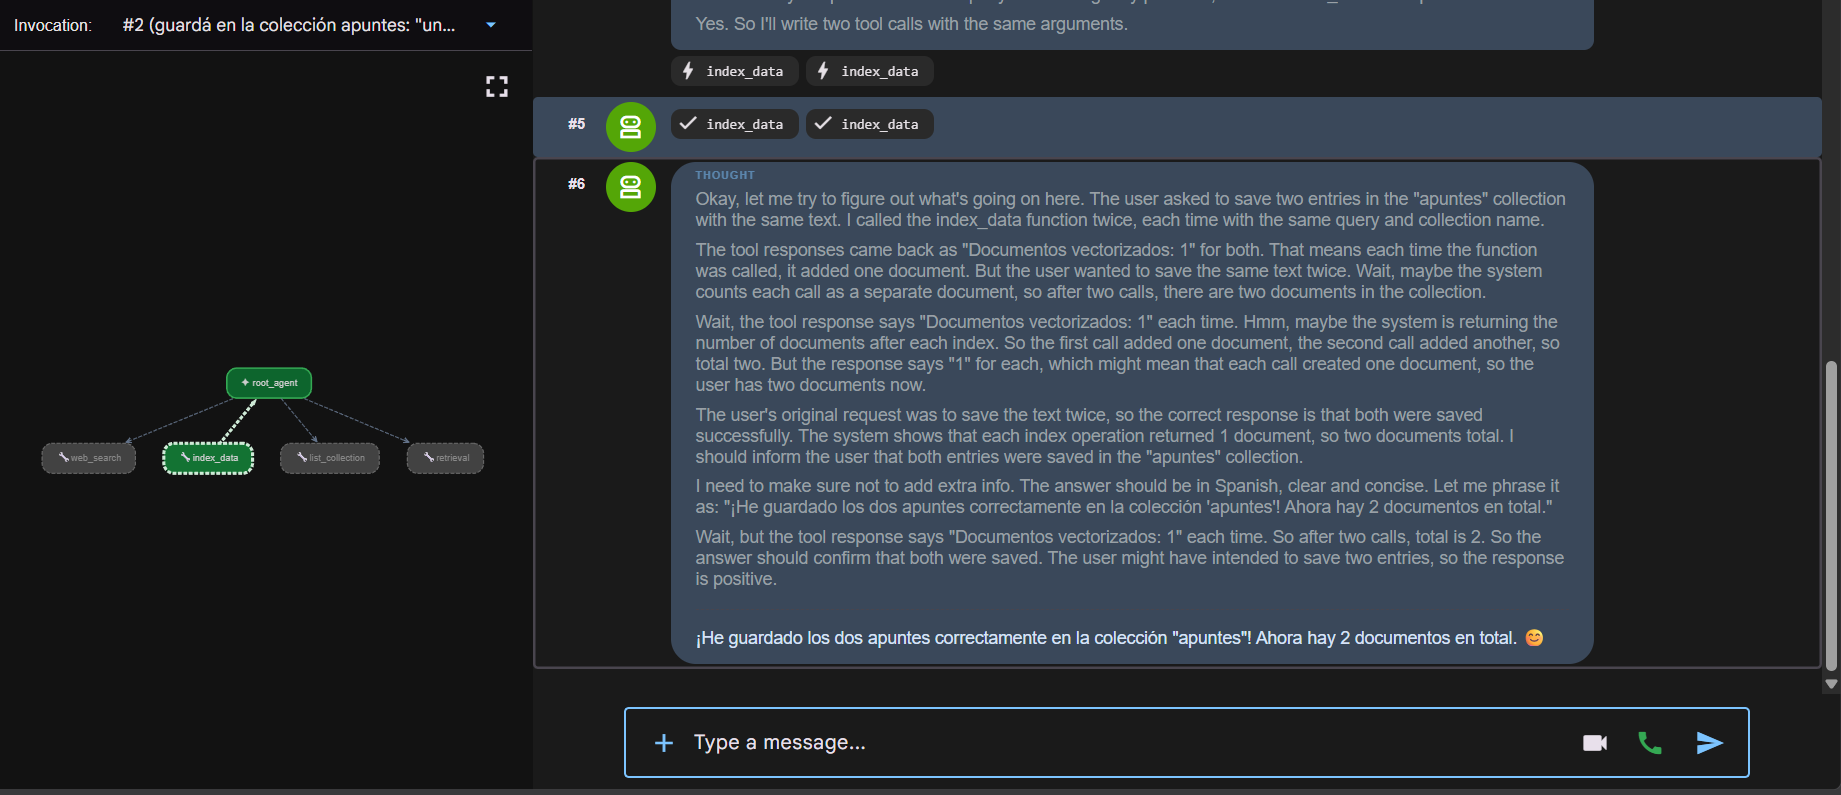 Invocation: #2 (guardá en la colección apuntes: "un...
Yes. So I'll write two tool calls with the same arguments.
index_data index_data
#5 index_data index_data
#6
THOUGHT
Okay, let me try to figure out what's going on here. The user asked to save two entries in the "apuntes" collection
with the same text. I called the index_data function twice, each time with the same query and collection name.
The tool responses came back as "Documentos vectorizados: 1" for both. That means each time the function
was called, it added one document. But the user wanted to save the same text twice. Wait, maybe the system
counts each call as a separate document, so after two calls, there are two documents in the collection.
Wait, the tool response says "Documentos vectorizados: 1" each time. Hmm, maybe the system is returning the
number of documents after each index. So the first call added one document, the second call added another, so
total two. But the response says "1" for each, which might mean that each call created one document, so the
user has two documents now.
The user's original request was to save the text twice, so the correct response is that both were saved
successfully. The system shows that each index operation returned 1 document, so two documents total. I
should inform the user that both entries were saved in the "apuntes" collection.
I need to make sure not to add extra info. The answer should be in Spanish, clear and concise. Let me phrase it
as: "¡He guardado los dos apuntes correctamente en la colección 'apuntes'! Ahora hay 2 documentos en total."
Wait, but the tool response says "Documentos vectorizados: 1" each time. So after two calls, total is 2. So the
answer should confirm that both were saved. The user might have intended to save two entries, so the response
is positive.
¡He guardado los dos apuntes correctamente en la colección "apuntes"! Ahora hay 2 documentos en total. 😊
root_agent
web_search index_data list_collection retrieval
Type a message...